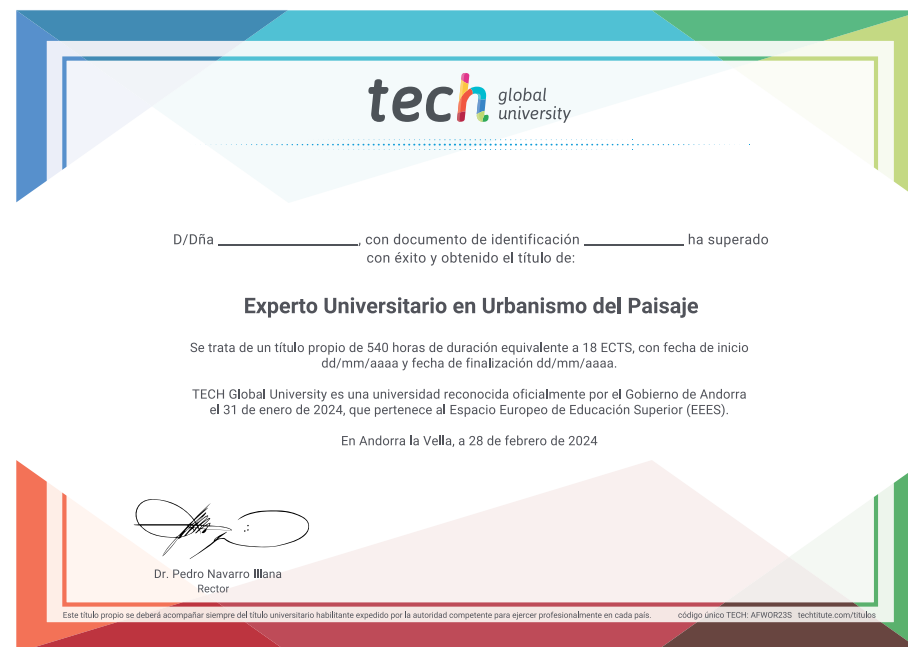 tech global university
D/Dña ____________, con documento de identificación ____________ ha superado
con éxito y obtenido el título de:
Experto Universitario en Urbanismo del Paisaje
Se trata de un título propio de 540 horas de duración equivalente a 18 ECTS, con fecha de inicio
dd/mm/aaaa y fecha de finalización dd/mm/aaaa.
TECH Global University es una universidad reconocida oficialmente por el Gobierno de Andorra
el 31 de enero de 2024, que pertenece al Espacio Europeo de Educación Superior (EEES).
En Andorra la Vella, a 28 de febrero de 2024
Dr. Pedro Navarro Illana
Rector
Este título propio se deberá acompañar siempre del título universitario habilitante expedido por la autoridad competente para ejercer profesionalmente en cada país. código único TECH: AFWOR23S techtitute.com/titulos